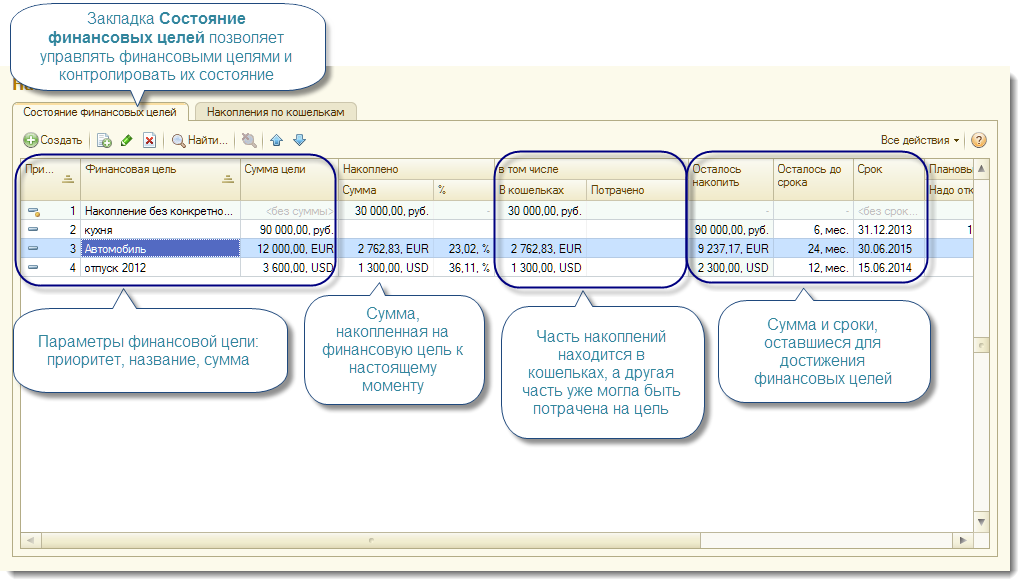 Закладка Состояние
финансовых целей позволяет
управлять финансовыми целями и
контролировать их состояние
Состояние финансовых целей Накопления по кошелькам
Создать Найти... Все действия
При... Финансовая цель Сумма цели Накоплено в том числе Осталось накопить Осталось до срока Срок Плановы
Сумма % В кошельках Потрачено Надо отк
1 Накопление без конкретно... <без суммы> 30 000,00, руб. - 30 000,00, руб. - - <без срок...
2 кухня 90 000,00, руб. 90 000,00, руб. 6, мес. 31.12.2013 1
3 Автомобиль 12 000,00, EUR 2 762,83, EUR 23,02, % 2 762,83, EUR 9 237,17, EUR 24, мес. 30.06.2015
4 отпуск 2012 3 600,00, USD 1 300,00, USD 36,11, % 1 300,00, USD 2 300,00, USD 12, мес. 15.06.2014
Параметры финансовой цели:
приоритет, название, сумма
Сумма,
накопленная на
финансовую цель к
настоящему
моменту
Часть накоплений
находится в
кошельках, а другая
часть уже могла быть
потрачена на цель
Сумма и сроки,
оставшиеся для
достижения
финансовых целей